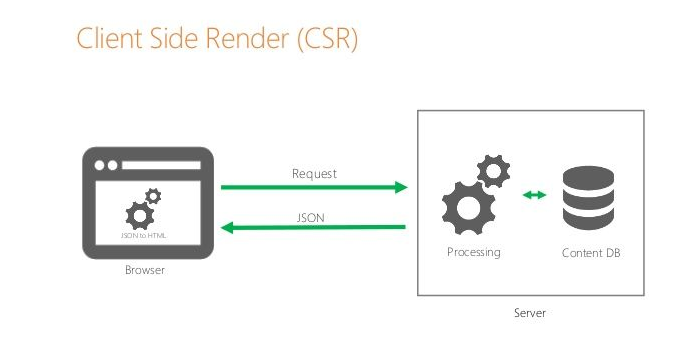 Client Side Render (CSR)
Request
JSON
JSON to HTML
Browser
Processing
Content DB
Server